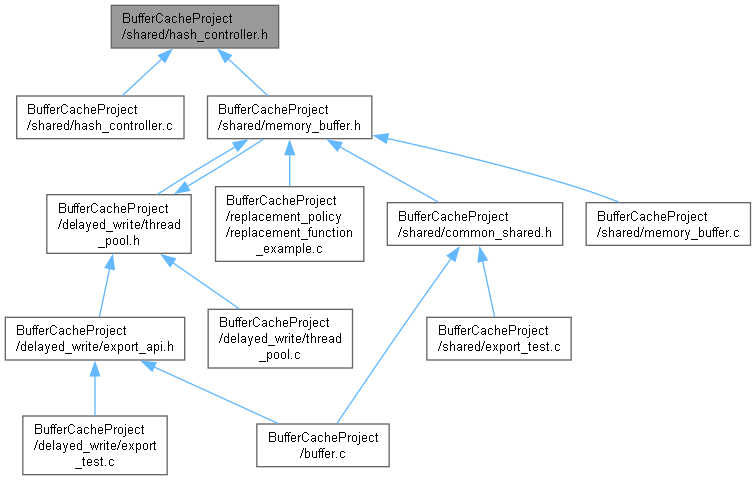 BufferCacheProject
/shared/hash_controller.h
BufferCacheProject
/shared/hash_controller.c
BufferCacheProject
/shared/memory_buffer.h
BufferCacheProject
/delayed_write/thread
_pool.h
BufferCacheProject
/replacement_policy
/replacement_function
_example.c
BufferCacheProject
/shared/common_shared.h
BufferCacheProject
/shared/memory_buffer.c
BufferCacheProject
/delayed_write/export_api.h
BufferCacheProject
/delayed_write/thread
_pool.c
BufferCacheProject
/shared/export_test.c
BufferCacheProject
/delayed_write/export
_test.c
BufferCacheProject
/buffer.c